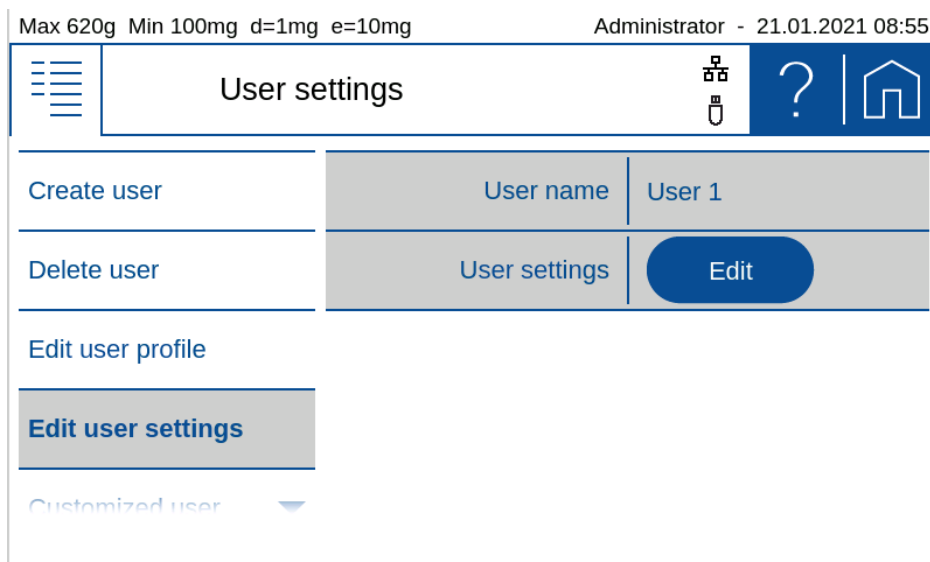 Max 620g Min 100mg d=1mg e=10mg Administrator - 21.01.2021 08:55
User settings
?
Create user
User name User 1
Delete user
User settings Edit
Edit user profile
Edit user settings
Customized user